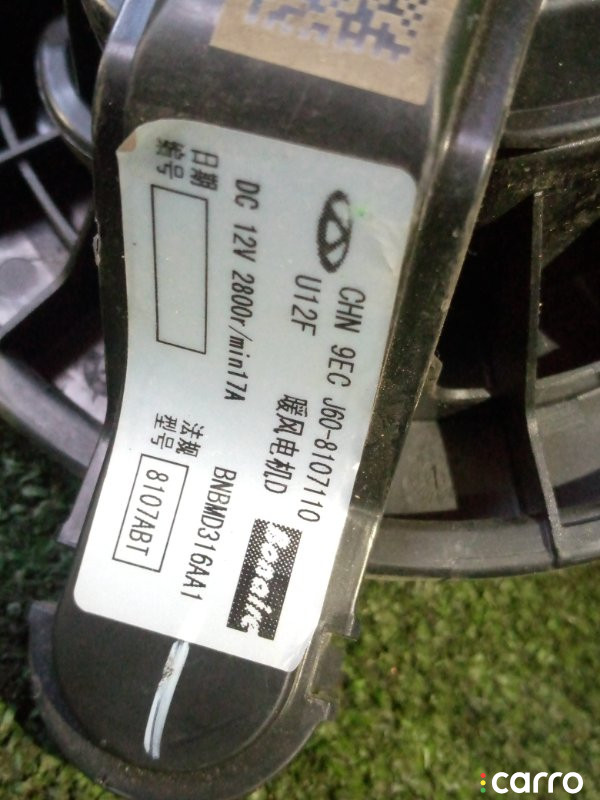 CHN 9EC J60-8107110
U12F 暖风电机D
DC 12V 2800r/min17A
BNBMD316AA1
日期
编号
法规
型号
8107ABT
carro